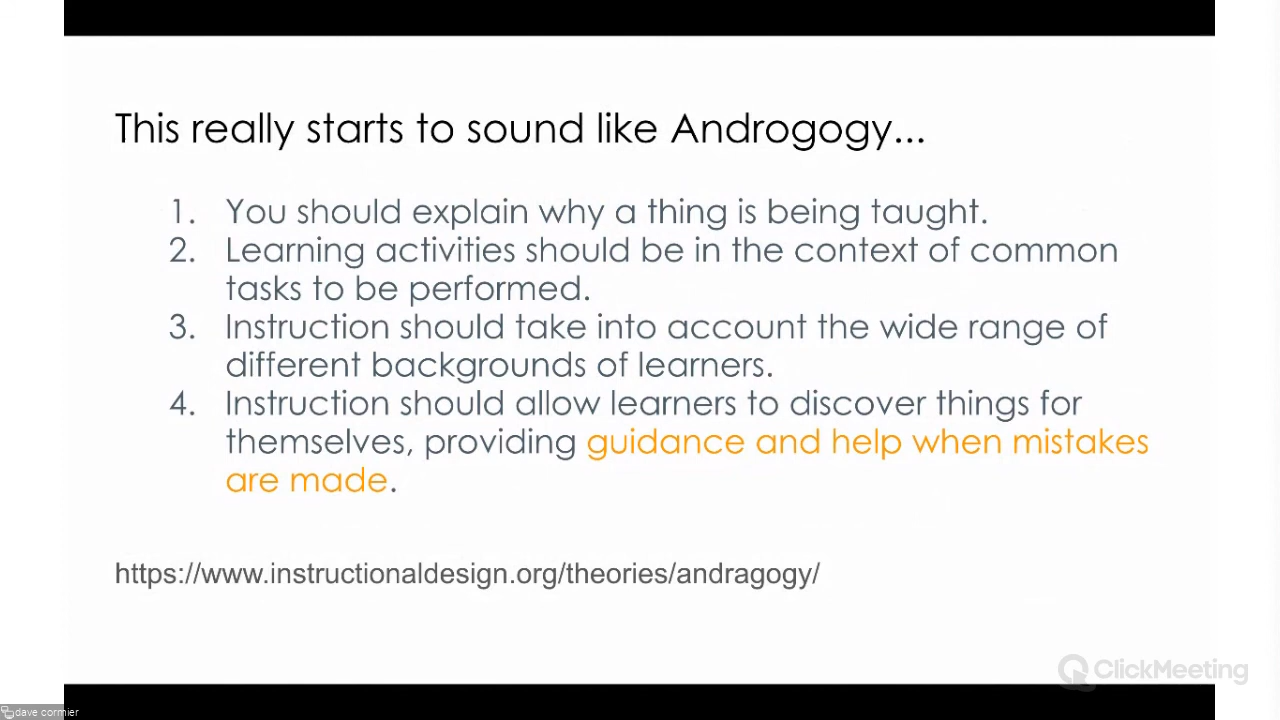 This really starts to sound like Androgogy...
1. You should explain why a thing is being taught.
2. Learning activities should be in the context of common
tasks to be performed.
3. Instruction should take into account the wide range of
different backgrounds of learners.
4. Instruction should allow learners to discover things for
themselves, providing guidance and help when mistakes
are made.
https://www.instructionaldesign.org/theories/andragogy/
ClickMeeting
dave cormier